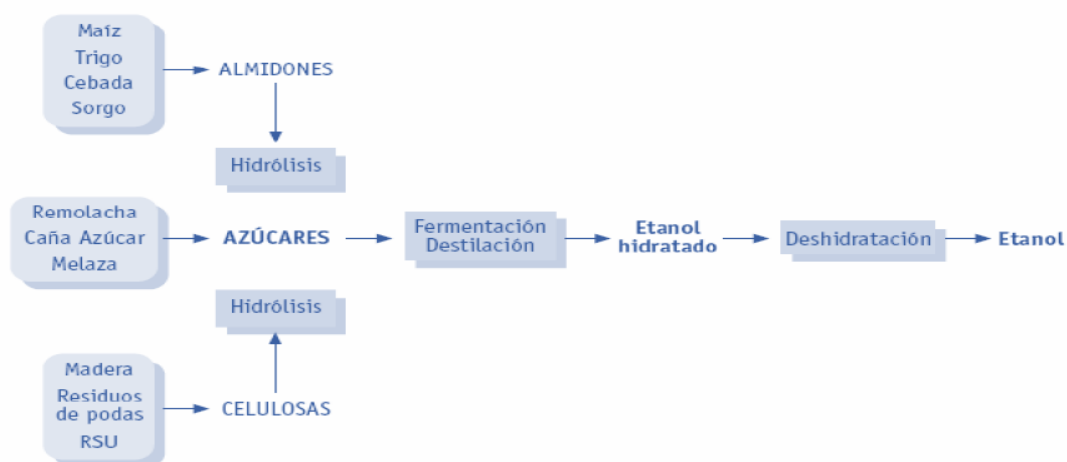 Maíz
Trigo
Cebada
Sorgo
ALMIDONES
Hidrólisis
Remolacha
Caña Azúcar
Melaza
AZÚCARES
Fermentación
Destilación
Etanol
hidratado
Deshidratación
Etanol
Hidrólisis
Madera
Residuos
de podas
RSU
CELULOSAS